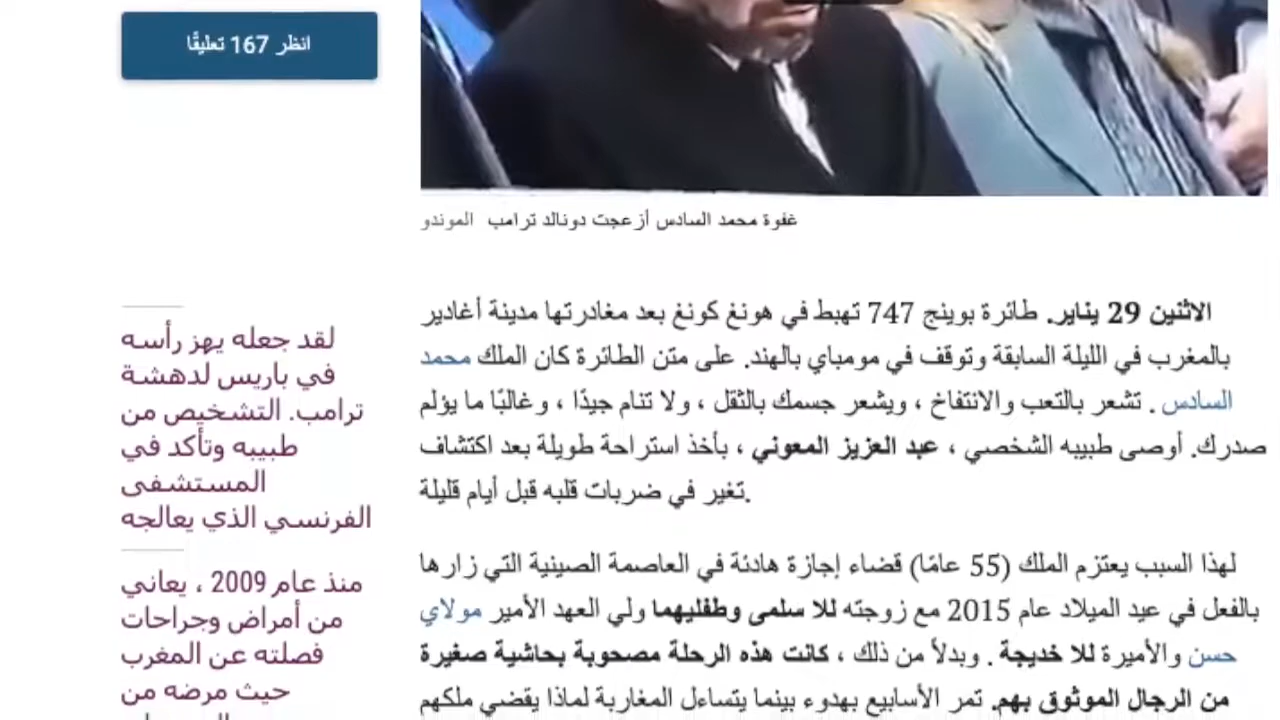 انظر 167 تعليقًا
غفوة محمد السادس أزعجت دونالد ترامب الموندو
لقد جعله يهز رأسه
في باريس لدهشة
ترامب. التشخيص من
طبيبه وتأكد في
المستشفى
الفرنسي الذي يعالجه
منذ عام 2009 ، يعاني
من أمراض وجراحات
فصلته عن المغرب
حيث مرضه من
الاثنين 29 يناير. طائرة بوينج 747 تهبط في هونغ كونغ بعد مغادرتها مدينة أغادير
بالمغرب في الليلة السابقة وتوقف في مومباي بالهند. على متن الطائرة كان الملك محمد
السادس . تشعر بالتعب والانتفاخ ، ويشعر جسمك بالثقل ، ولا تنام جيدًا ، وغالبًا ما يؤلم
صدرك. أوصى طبيبه الشخصي ، عبد العزيز المعوني ، بأخذ استراحة طويلة بعد اكتشاف
تغير في ضربات قلبه قبل أيام قليلة.
لهذا السبب يعتزم الملك (55 عامًا) قضاء إجازة هادئة في العاصمة الصينية التي زارها
بالفعل في عيد الميلاد عام 2015 مع زوجته للا سلمى وطفليهما ولي العهد الأمير مولاي
حسن والأميرة للا خديجة . وبدلاً من ذلك ، كانت هذه الرحلة مصحوبة بحاشية صغيرة
من الرجال الموثوق بهم. تمر الأسابيع بهدوء بينما يتساءل المغاربة لماذا يقضي ملكهم